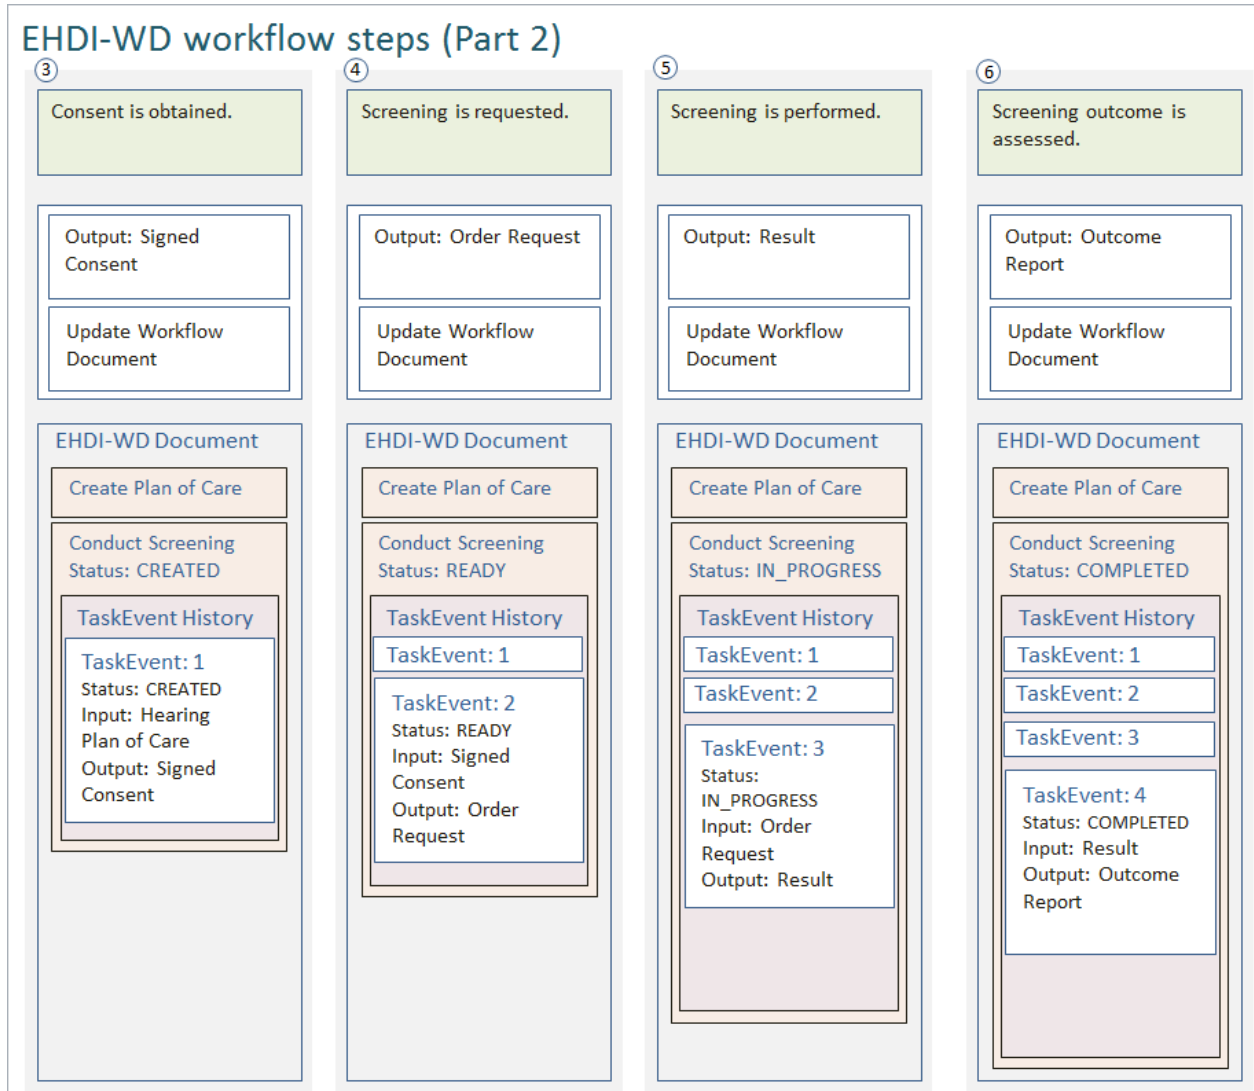 EHDI-WD workflow steps (Part 2)
3
Consent is obtained.
Output: Signed
Consent
Update Workflow
Document
EHDI-WD Document
Create Plan of Care
Conduct Screening
Status: CREATED
TaskEvent History
TaskEvent: 1
Status: CREATED
Input: Hearing
Plan of Care
Output: Signed
Consent
4
Screening is requested.
Output: Order Request
Update Workflow
Document
EHDI-WD Document
Create Plan of Care
Conduct Screening
Status: READY
TaskEvent History
TaskEvent: 1
TaskEvent: 2
Status: READY
Input: Signed
Consent
Output: Order
Request
5
Screening is performed.
Output: Result
Update Workflow
Document
EHDI-WD Document
Create Plan of Care
Conduct Screening
Status: IN_PROGRESS
TaskEvent History
TaskEvent: 1
TaskEvent: 2
TaskEvent: 3
Status:
IN_PROGRESS
Input: Order
Request
Output: Result
6
Screening outcome is
assessed.
Output: Outcome
Report
Update Workflow
Document
EHDI-WD Document
Create Plan of Care
Conduct Screening
Status: COMPLETED
TaskEvent History
TaskEvent: 1
TaskEvent: 2
TaskEvent: 3
TaskEvent: 4
Status: COMPLETED
Input: Result
Output: Outcome
Report